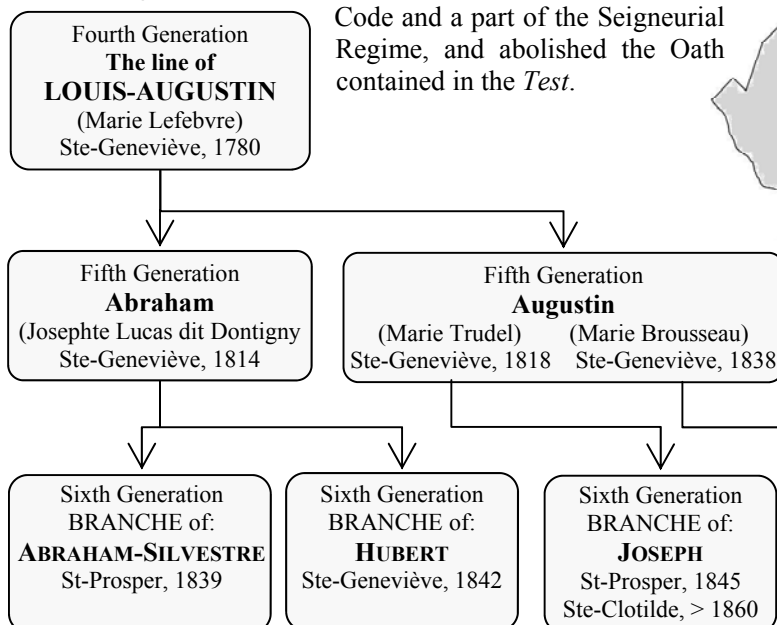 Code and a part of the Seigneurial
Regime, and abolished the Oath
contained in the Test.
Fourth Generation
The line of
LOUIS-AUGUSTIN
(Marie Lefebvre)
Ste-Geneviève, 1780
Fifth Generation
Abraham
(Josephte Lucas dit Dontigny
Ste-Geneviève, 1814
Fifth Generation
Augustin
(Marie Trudel) (Marie Brousseau)
Ste-Geneviève, 1818 Ste-Geneviève, 1838
Sixth Generation
BRANCHE of:
ABRAHAM-SILVESTRE
St-Prosper, 1839
Sixth Generation
BRANCHE of:
HUBERT
Ste-Geneviève, 1842
Sixth Generation
BRANCHE of:
JOSEPH
St-Prosper, 1845
Ste-Clotilde, > 1860